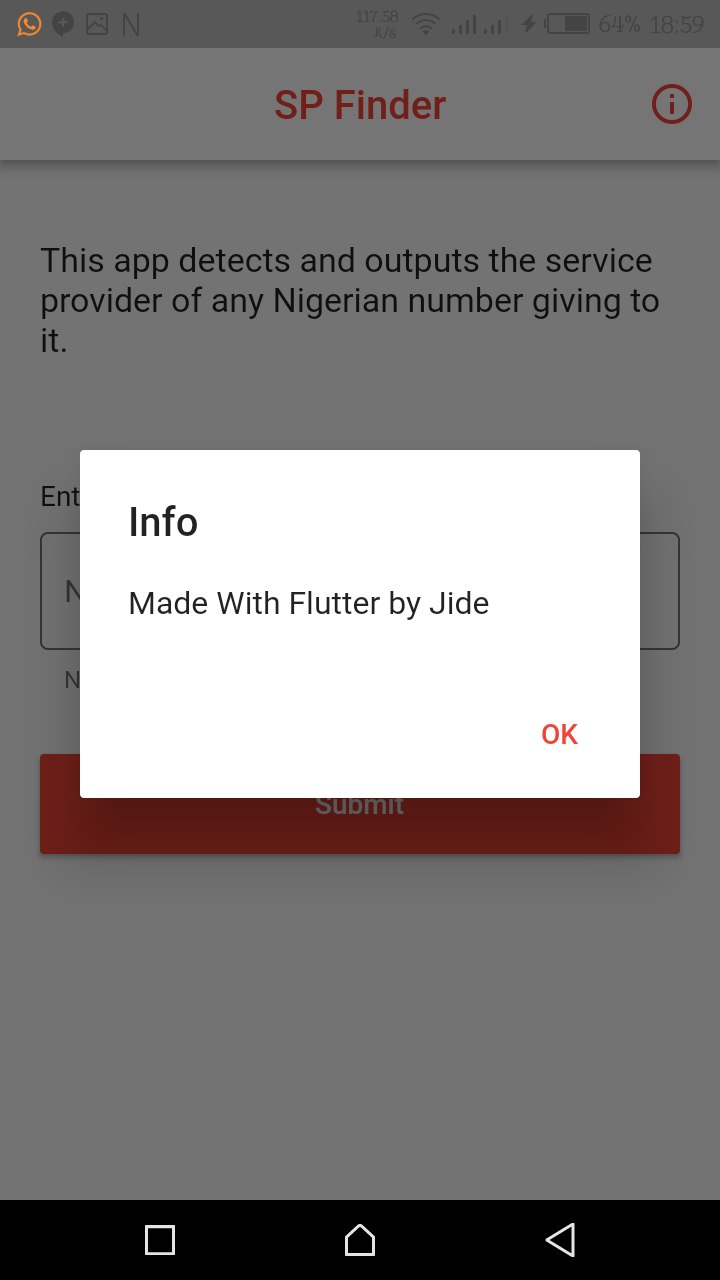 117.58
64% 18:59
SP Finder
This app detects and outputs the service
provider of any Nigerian number giving to
it.
Ent
Info
Made With Flutter by Jide
OK
Submit